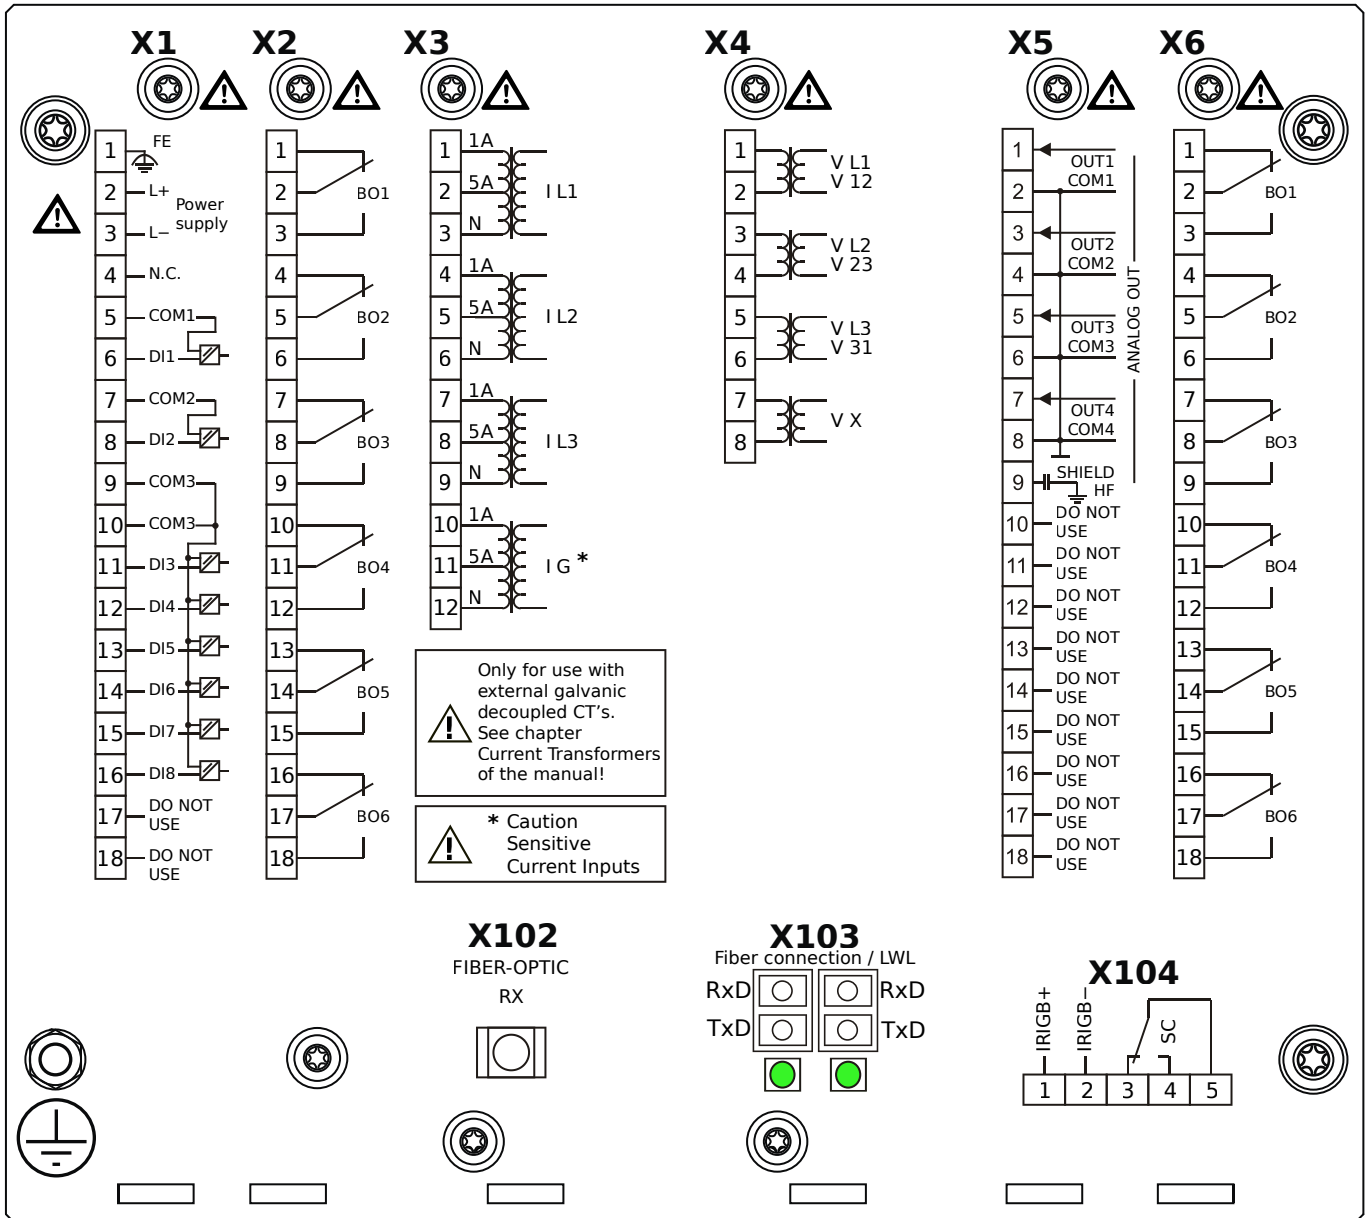 X1
X2
X3
X4
X5
X6
1
FE
2
L+
Power
supply
3
L−
4
N.C.
5
COM1
6
DI1
7
COM2
8
DI2
9
COM3
10
COM3
11
DI3
12
DI4
13
DI5
14
DI6
15
DI7
16
DI8
17
DO NOT
USE
18
DO NOT
USE
1
2
BO1
3
4
5
BO2
6
7
8
BO3
9
10
11
BO4
12
13
14
BO5
15
16
17
BO6
18
1
1A
2
5A
I L1
3
N
4
1A
5
5A
I L2
6
N
7
1A
8
5A
I L3
9
N
10
1A
11
5A
I G *
12
N
Only for use with
external galvanic
decoupled CT's.
See chapter
Current Transformers
of the manual!
* Caution
Sensitive
Current Inputs
1
2
V L1
V 12
3
4
V L2
V 23
5
6
V L3
V 31
7
8
V X
1
OUT1
2
COM1
3
OUT2
4
COM2
5
OUT3
6
COM3
7
OUT4
8
COM4
ANALOG OUT
9
SHIELD
HF
10
DO NOT
USE
11
DO NOT
USE
12
DO NOT
USE
13
DO NOT
USE
14
DO NOT
USE
15
DO NOT
USE
16
DO NOT
USE
17
DO NOT
USE
18
DO NOT
USE
1
2
BO1
3
4
5
BO2
6
7
8
BO3
9
10
11
BO4
12
13
14
BO5
15
16
17
BO6
18
X102
FIBER-OPTIC
RX
X103
Fiber connection / LWL
RxD
RxD
TxD
TxD
X104
IRIGB+
IRIGB−
SC
1
2
3
4
5